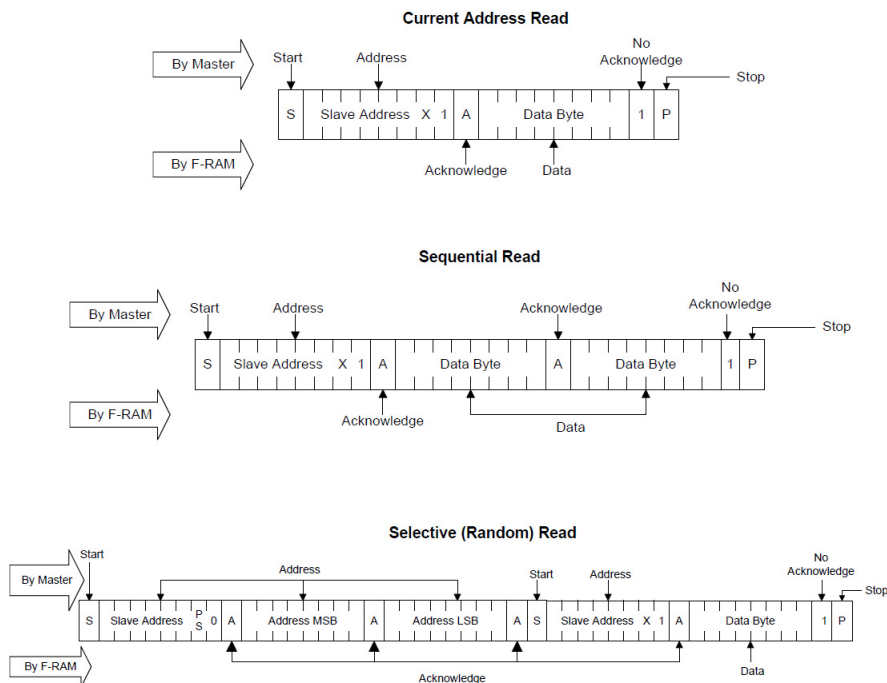 Current Address Read
No
Acknowledge
By Master
Start
Address
Stop
S Slave Address X 1 A Data Byte 1 P
By F-RAM
Acknowledge
Data
Sequential Read
No
Acknowledge
By Master
Start
Address
Acknowledge
Stop
S Slave Address X 1 A Data Byte A Data Byte 1 P
By F-RAM
Acknowledge
Data
Selective (Random) Read
Start
Address
Start
Address
No
Acknowledge
By Master
Stop
S Slave Address P S 0 A Address MSB A Address LSB A S Slave Address X 1 A Data Byte 1 P
By F-RAM
Acknowledge
Data